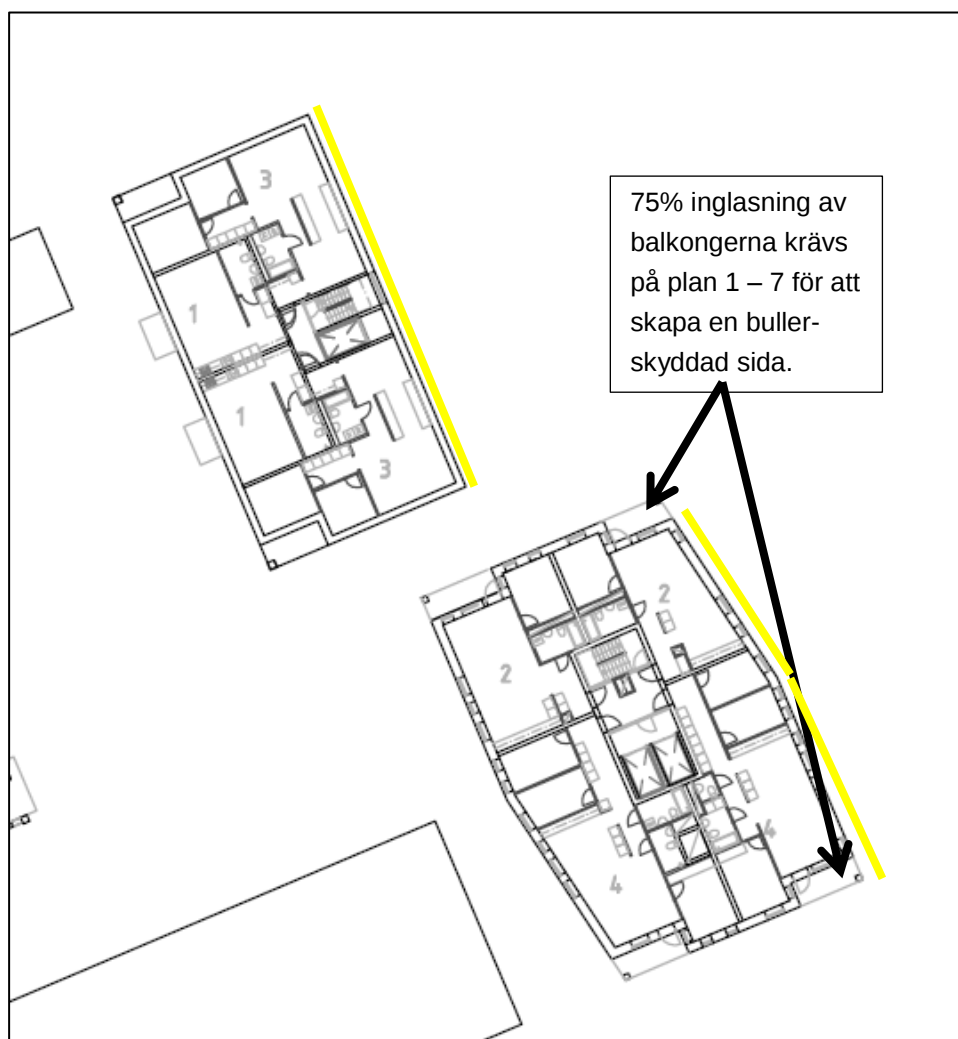 75% inglasning av
balkongerna krävs
på plan 1 – 7 för att
skapa en buller-
skyddad sida.
3
1
1
3
2
2
4
4